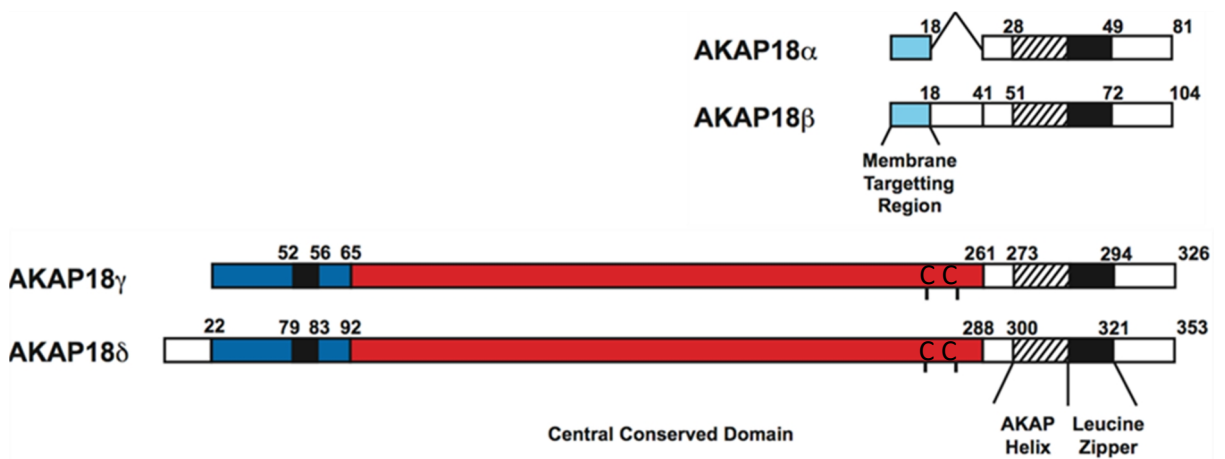 18 28 49 81
AKAP18α
18 41 51 72 104
AKAP18β
Membrane
Targetting
Region
52 56 65 261 273 294 326
AKAP18γ
C C
22 79 83 92 288 300 321 353
AKAP18δ
C C
AKAP
Helix
Leucine
Zipper
Central Conserved Domain